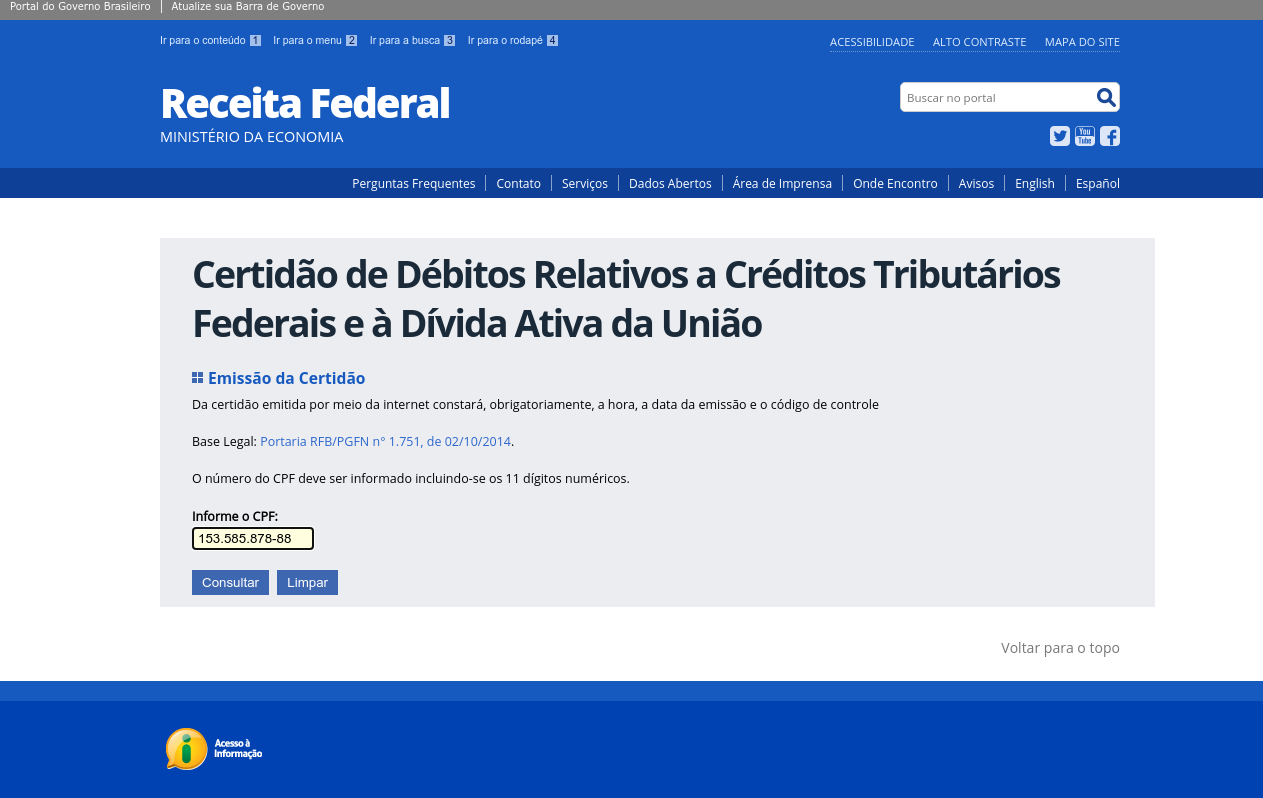 Portal do Governo Brasileiro
Atualize sua Barra de Governo
Ir para o conteúdo 1 Ir para o menu 2 Ir para a busca 3 Ir para o rodapé 4
ACESSIBILIDADE ALTO CONTRASTE MAPA DO SITE
Receita Federal
MINISTÉRIO DA ECONOMIA
Buscar no portal
You
Tube
Perguntas Frequentes Contato Serviços Dados Abertos Área de Imprensa Onde Encontro Avisos English Español
Certidão de Débitos Relativos a Créditos Tributários
Federais e à Dívida Ativa da União
Emissão da Certidão
Da certidão emitida por meio da internet constará, obrigatoriamente, a hora, a data da emissão e o código de controle
Base Legal: Portaria RFB/PGFN n° 1.751, de 02/10/2014.
O número do CPF deve ser informado incluindo-se os 11 dígitos numéricos.
Informe o CPF:
153.585.878-88
Consultar Limpar
Voltar para o topo
Acesso à
Informação